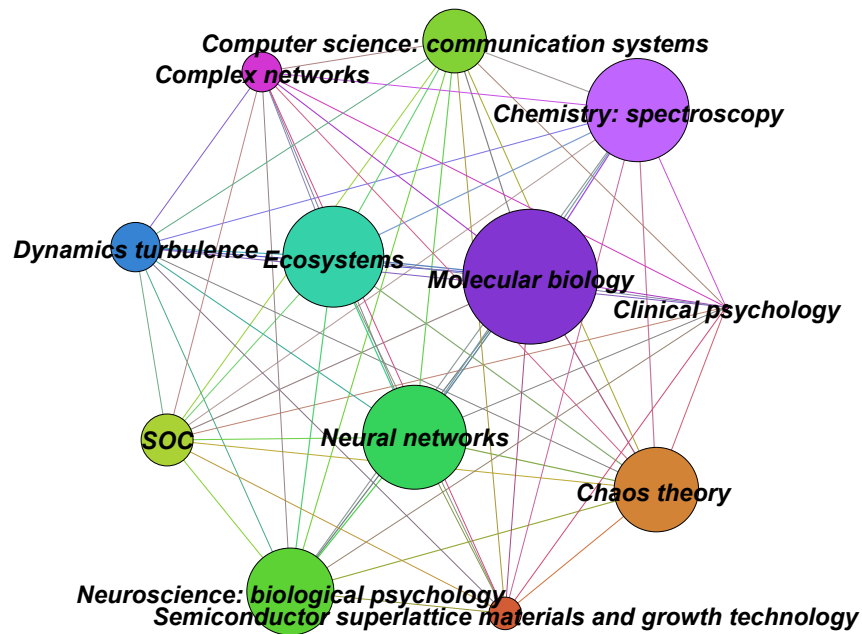 Computer science: communication systems
Complex networks
Chemistry: spectroscopy
Dynamics turbulence
Ecosystems
Molecular biology
Clinical psychology
SOC
Neural networks
Chaos theory
Neuroscience: biological psychology
Semiconductor superlattice materials and growth technology